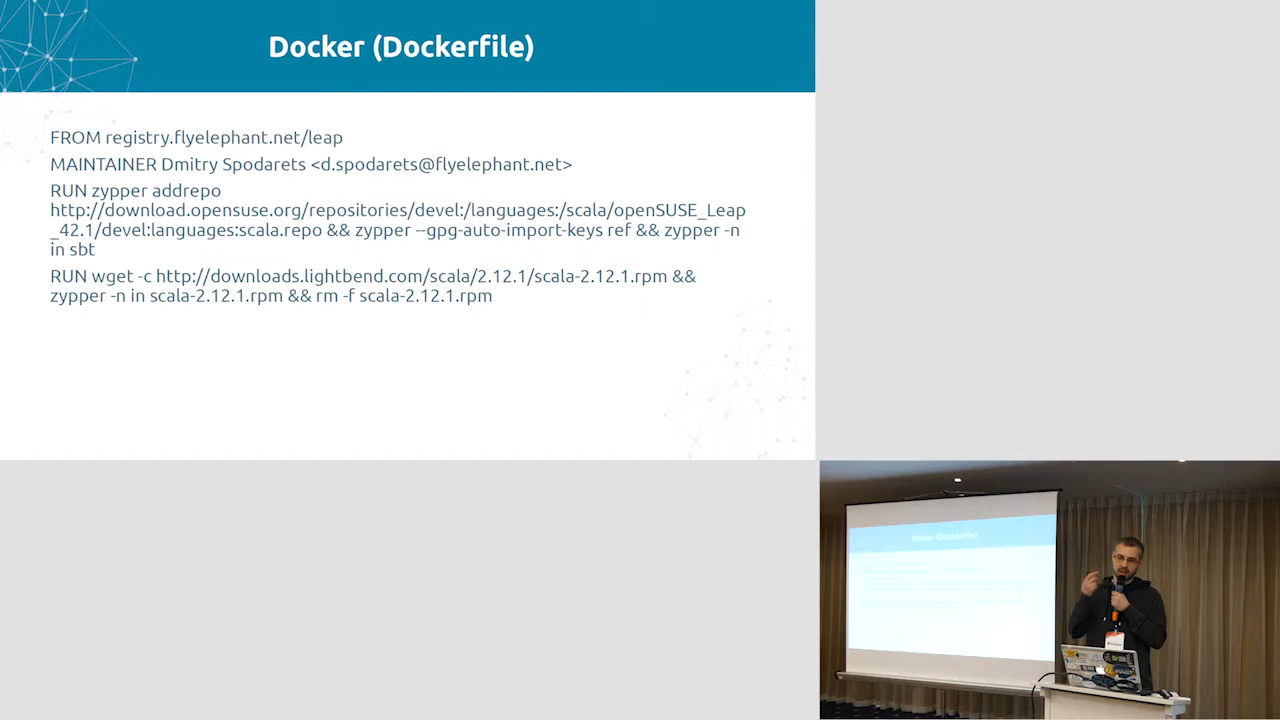 Docker (Dockerfile)
FROM registry.flyelephant.net/leap
MAINTAINER Dmitry Spodarets <d.spodarets@flyelephant.net>
RUN zypper addrepo
http://download.opensuse.org/repositories/devel:/languages:/scala/openSUSE_Leap
_42.1/devel:languages:scala.repo && zypper --gpg-auto-import-keys ref && zypper -n
in sbt
RUN wget -c http://downloads.lightbend.com/scala/2.12.1/scala-2.12.1.rpm &&
zypper -n in scala-2.12.1.rpm && rm -f scala-2.12.1.rpm
Docker (Dockerfile)